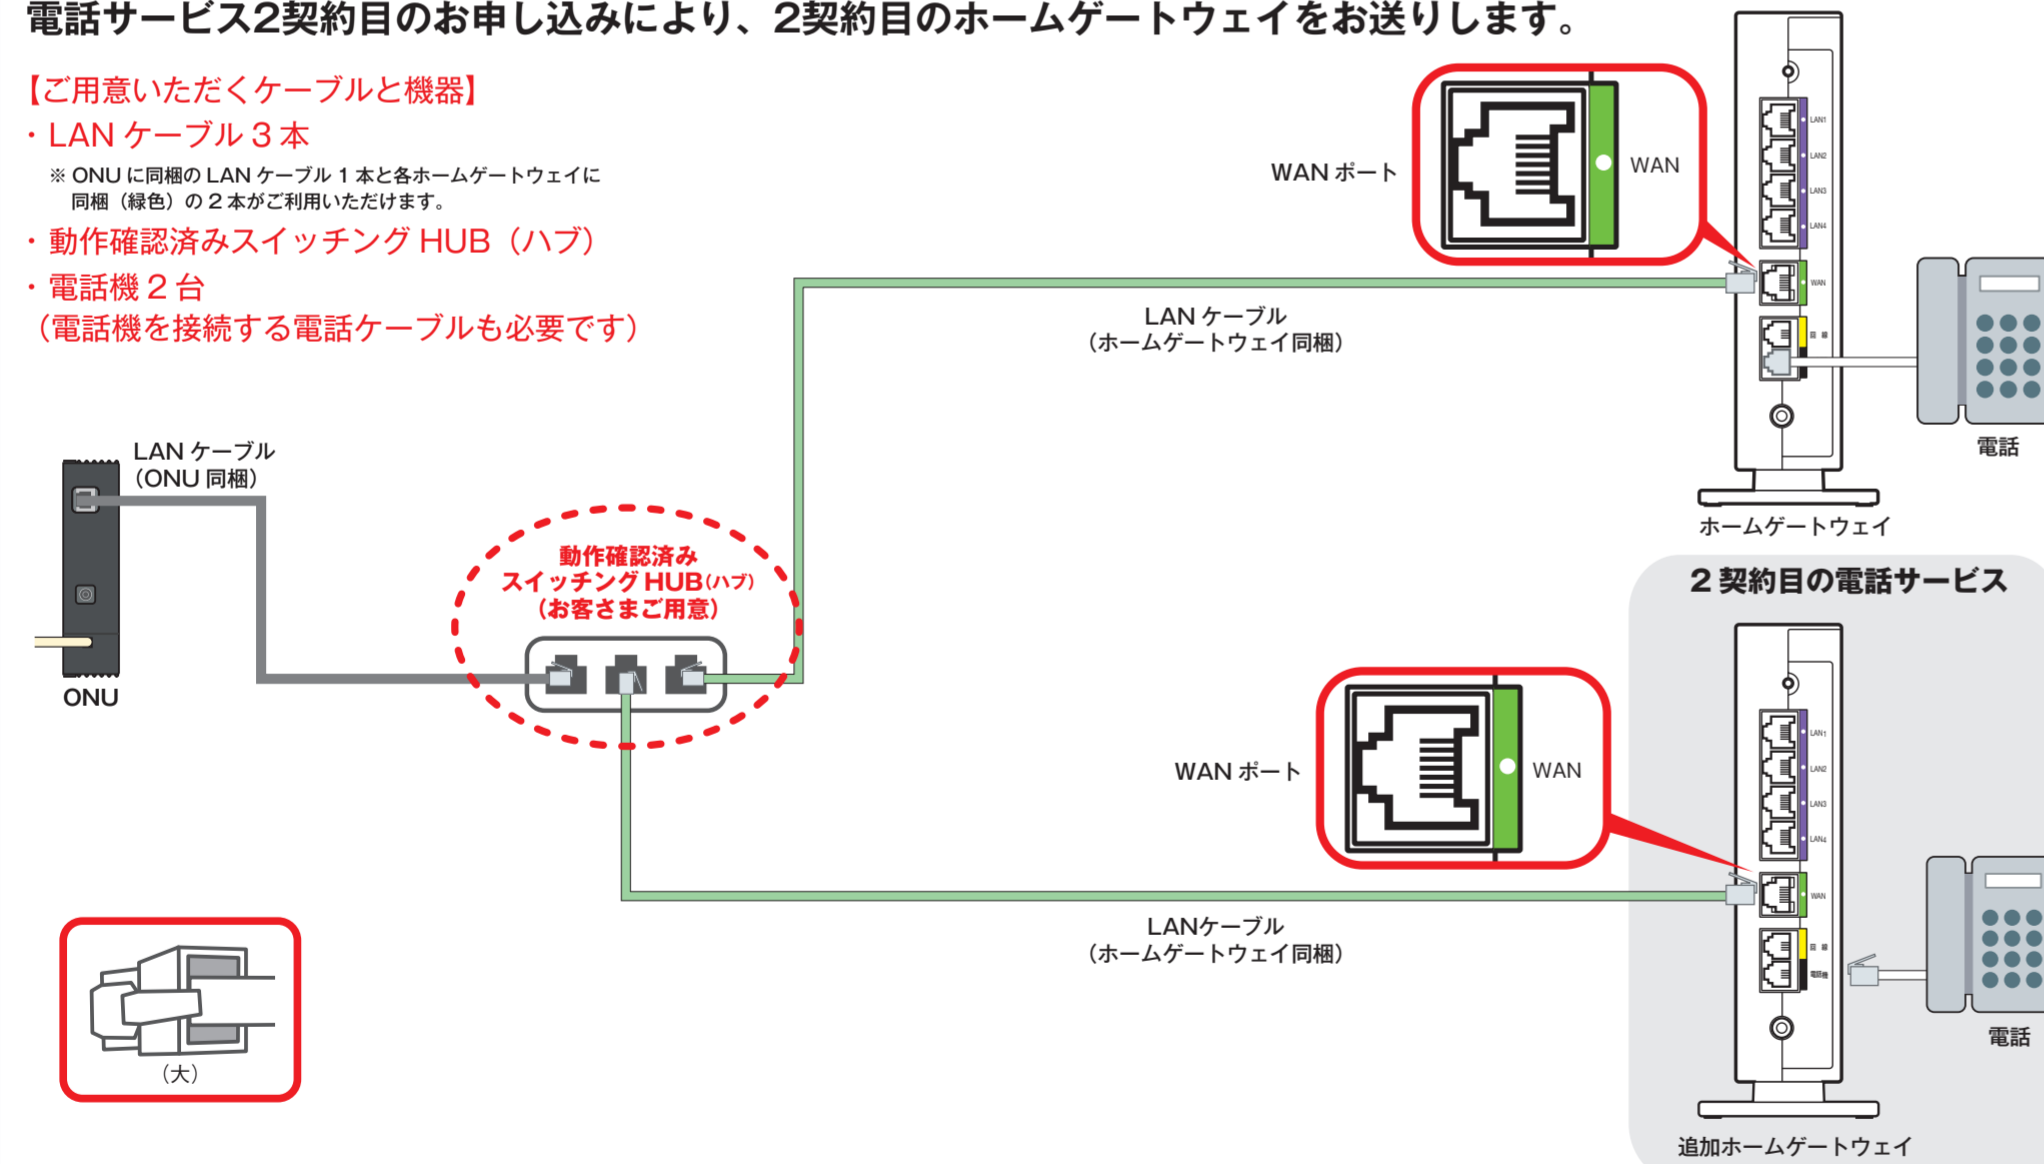 電話サービス2契約目のお申し込みにより、2契約目のホームゲートウェイをお送りします。
【ご用意いただくケーブルと機器】
・LAN ケーブル 3 本
※ ONU に同梱の LAN ケーブル 1 本と各ホームゲートウェイに
同梱（緑色）の 2 本がご利用いただけます。
・動作確認済みスイッチング HUB（ハブ）
・電話機 2 台
（電話機を接続する電話ケーブルも必要です）
WAN ポート
WAN
LAN1
LAN2
LAN3
LAN4
WAN
回線
LAN ケーブル
（ホームゲートウェイ同梱）
電話
ホームゲートウェイ
LAN ケーブル
（ONU 同梱）
ONU
動作確認済み
スイッチング HUB（ハブ）
（お客さまご用意）
2 契約目の電話サービス
WAN ポート
WAN
LAN1
LAN2
LAN3
LAN4
WAN
回線
電話機
LANケーブル
（ホームゲートウェイ同梱）
電話
追加ホームゲートウェイ
（大）